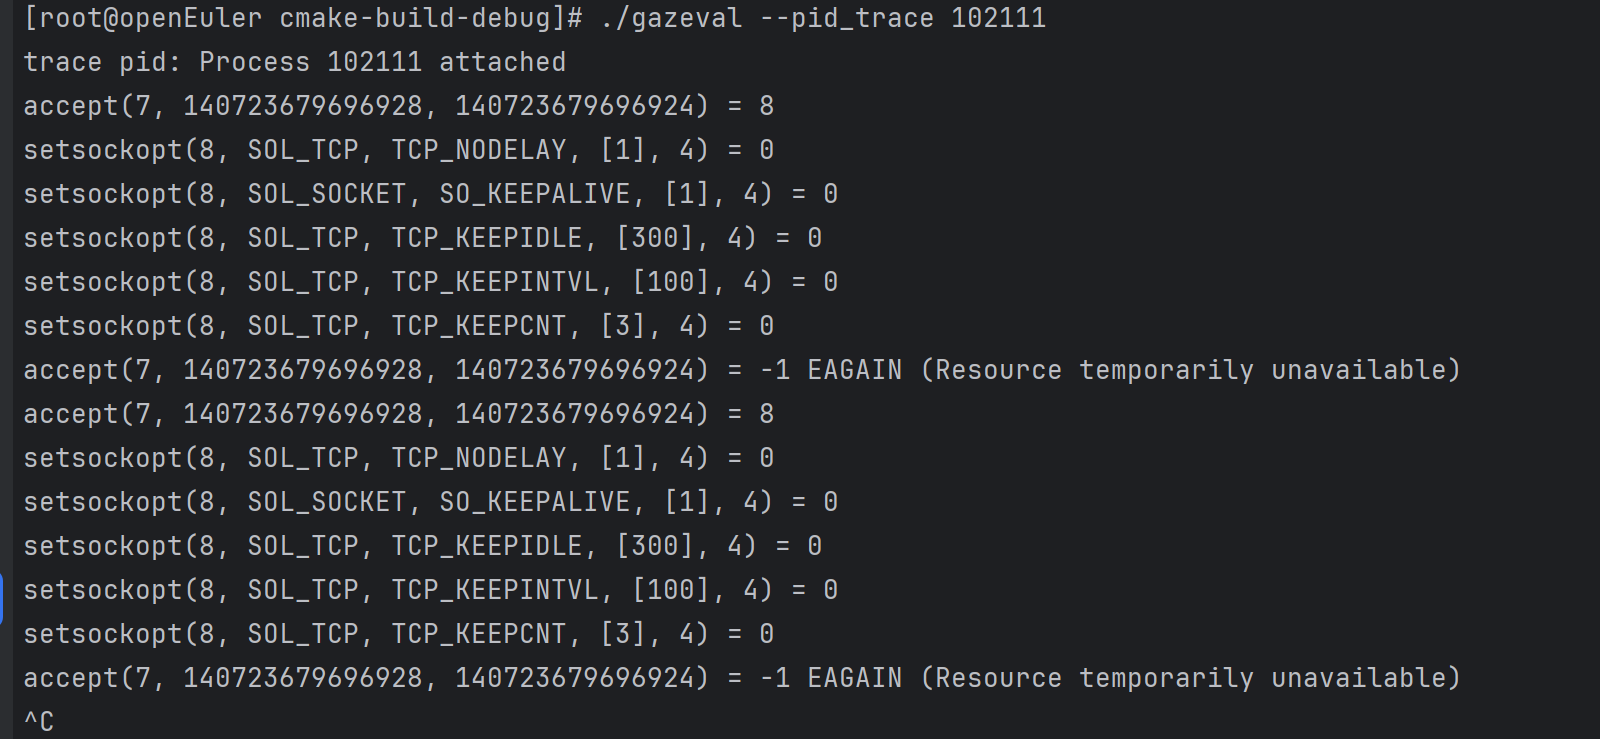 [root@openEuler cmake-build-debug]# ./gazeval --pid_trace 102111
trace pid: Process 102111 attached
accept(7, 140723679696928, 140723679696924) = 8
setsockopt(8, SOL_TCP, TCP_NODELAY, [1], 4) = 0
setsockopt(8, SOL_SOCKET, SO_KEEPALIVE, [1], 4) = 0
setsockopt(8, SOL_TCP, TCP_KEEPIDLE, [300], 4) = 0
setsockopt(8, SOL_TCP, TCP_KEEPINTVL, [100], 4) = 0
setsockopt(8, SOL_TCP, TCP_KEEPCNT, [3], 4) = 0
accept(7, 140723679696928, 140723679696924) = -1 EAGAIN (Resource temporarily unavailable)
accept(7, 140723679696928, 140723679696924) = 8
setsockopt(8, SOL_TCP, TCP_NODELAY, [1], 4) = 0
setsockopt(8, SOL_SOCKET, SO_KEEPALIVE, [1], 4) = 0
setsockopt(8, SOL_TCP, TCP_KEEPIDLE, [300], 4) = 0
setsockopt(8, SOL_TCP, TCP_KEEPINTVL, [100], 4) = 0
setsockopt(8, SOL_TCP, TCP_KEEPCNT, [3], 4) = 0
accept(7, 140723679696928, 140723679696924) = -1 EAGAIN (Resource temporarily unavailable)
^C